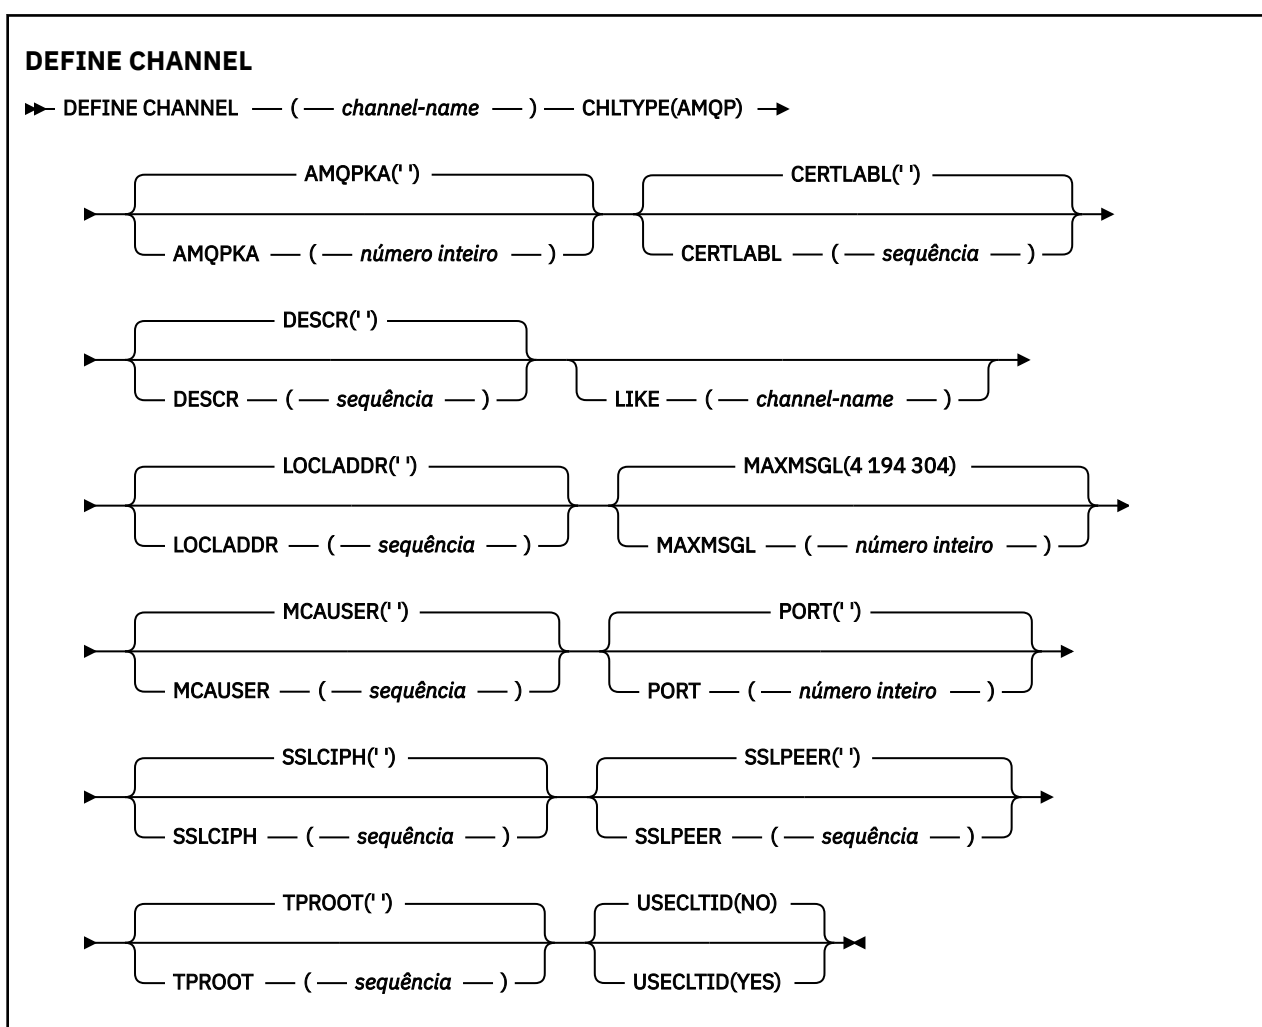 DEFINE CHANNEL
DEFINE CHANNEL ( channel-name ) CHLTYPE(AMQP)
AMQPKA(' ') CERTLABL(' ')
AMQPKA ( número inteiro ) CERTLABL ( sequência )
DESCR(' ')
DESCR ( sequência ) LIKE ( channel-name )
LOCLADDR(' ') MAXMSGL(4 194 304)
LOCLADDR ( sequência ) MAXMSGL ( número inteiro )
MCAUSER(' ') PORT(' ')
MCAUSER ( sequência ) PORT ( número inteiro )
SSLCIPH(' ') SSLPEER(' ')
SSLCIPH ( sequência ) SSLPEER ( sequência )
TPROOT(' ') USECLTID(NO)
TPROOT ( sequência ) USECLTID(YES)